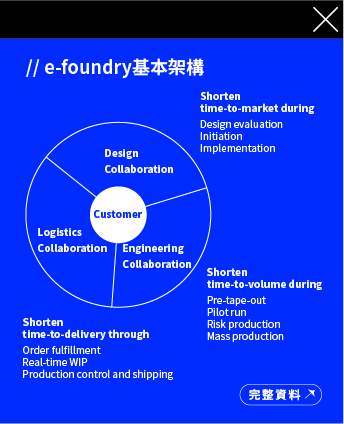 // e-foundry基本架構
Shorten
time-to-market during
Design evaluation
Initiation
Implementation
Design
Collaboration
Customer
Logistics
Collaboration
Engineering
Collaboration
Shorten
time-to-volume during
Pre-tape-out
Pilot run
Risk production
Mass production
Shorten
time-to-delivery through
Order fulfillment
Real-time WIP
Production control and shipping
完整資料